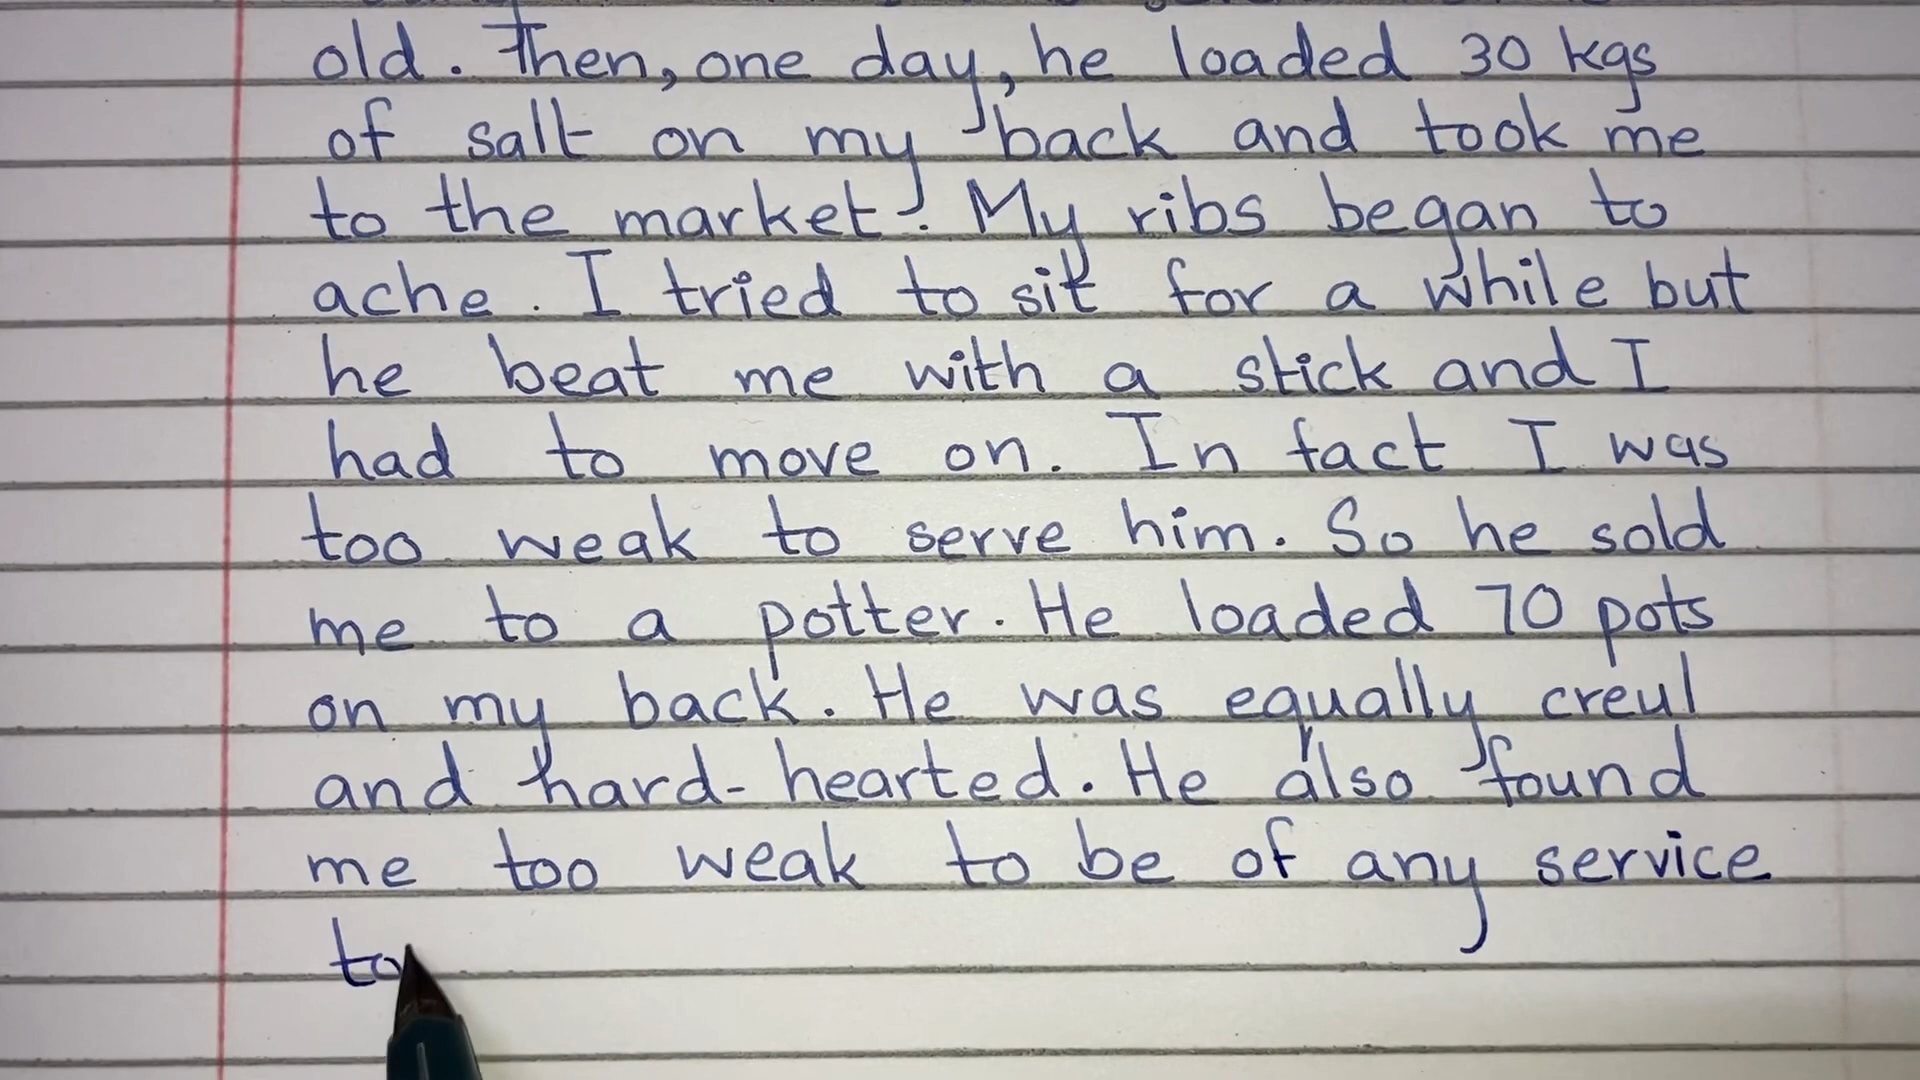 old. Then, one day, he loaded 30 kgs
of salt on my back and took me
to the market. My ribs began to
ache. I tried to sit for a while but
he beat me with a stick and I
had to move on. In fact I was
too weak to serve him. So he sold
me to a potter. He loaded 70 pots
on my back. He was equally creul
and hard-hearted. He also found
me too weak to be of any service
to